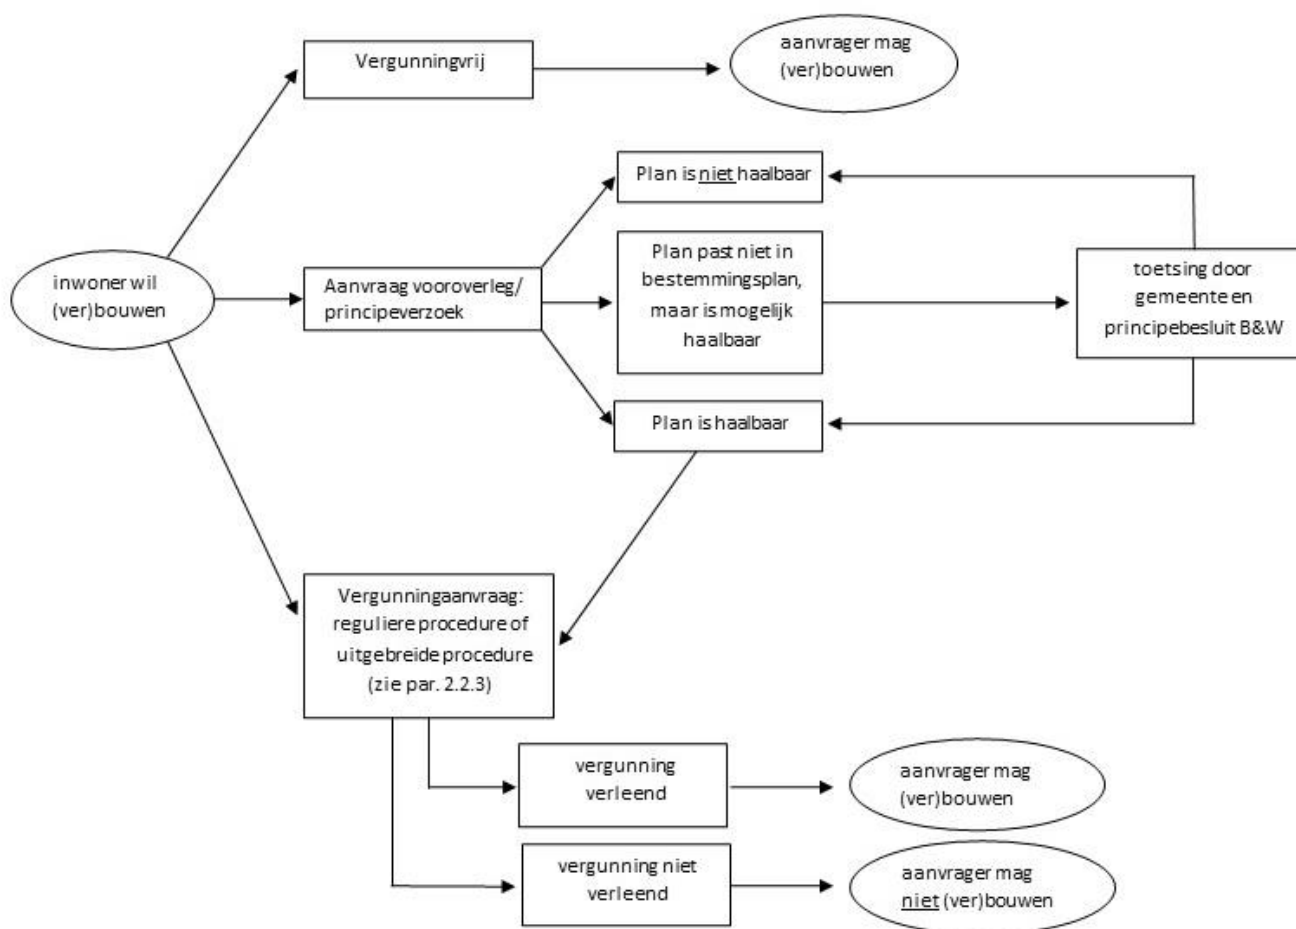 Vergunningvrij
aanvrager mag
(ver)bouwen
Plan is niet haalbaar
inwoner wil
(ver)bouwen
Aanvraag vooroverleg/
principeverzoek
Plan past niet in
bestemmingsplan,
maar is mogelijk
haalbaar
toetsing door
gemeente en
principebesluit B&W
Plan is haalbaar
Vergunningaanvraag:
reguliere procedure of
uitgebreide procedure
(zie par. 2.2.3)
vergunning
verleend
aanvrager mag
(ver)bouwen
vergunning niet
verleend
aanvrager mag
niet (ver)bouwen